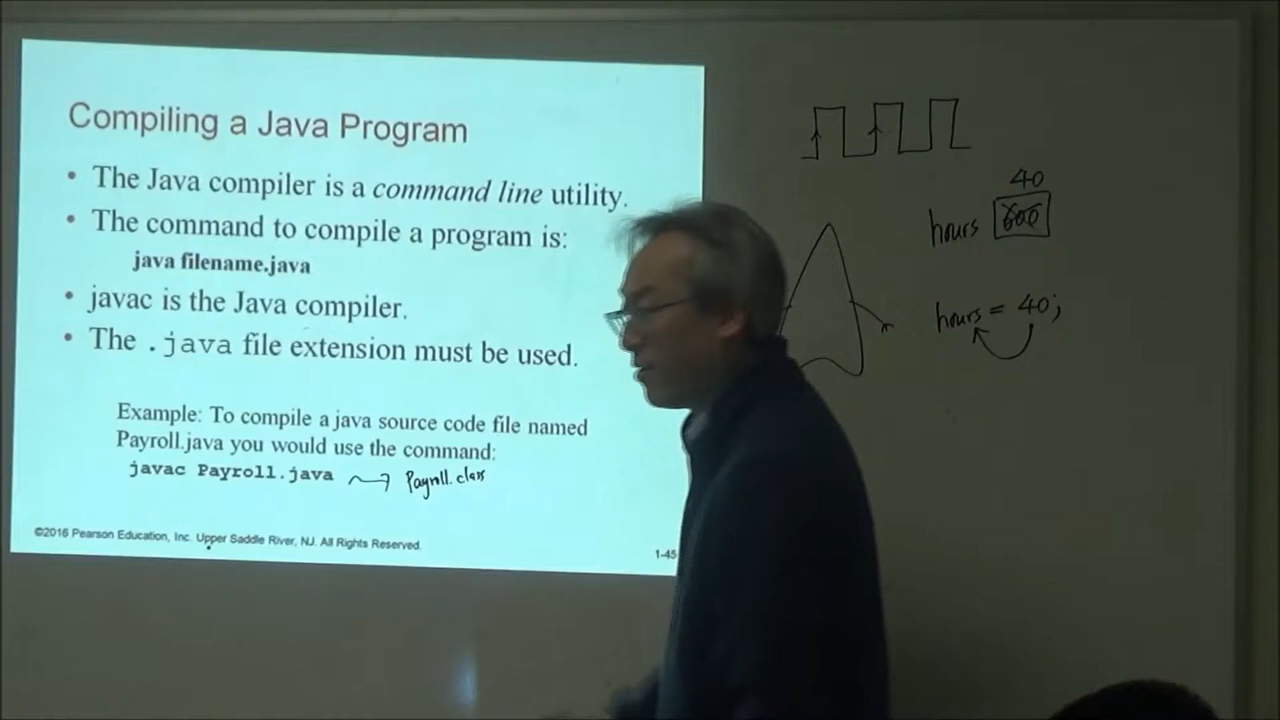 Compiling a Java Program
• The Java compiler is a command line utility.
• The command to compile a program is:
java filename.java
• javac is the Java compiler.
• The .java file extension must be used.
Example: To compile a java source code file named
Payroll.java you would use the command:
javac Payroll.java → Payroll.class
©2016 Pearson Education, Inc. Upper Saddle River, NJ. All Rights Reserved.
1-45
40
hours
hours = 40;